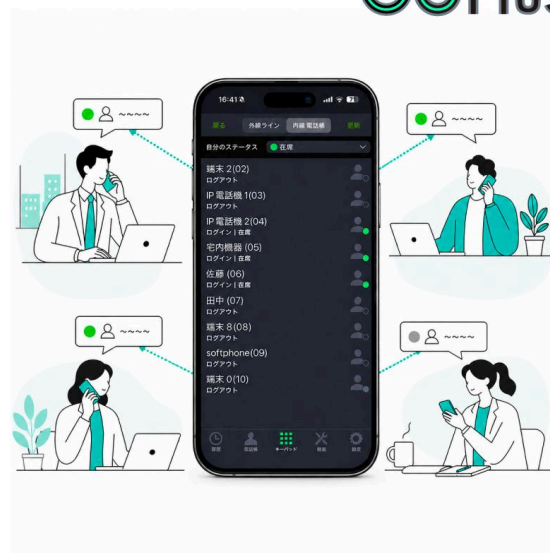 16:41
戻る 外線ライン 内線電話帳 更新
自分のステータス 在席
端末 2(02)
ログアウト
IP電話機 1(03)
ログアウト
IP電話機 2(04)
ログイン | 在席
宅内機器 (05)
ログイン | 在席
佐藤 (06)
ログイン | 在席
田中 (07)
ログアウト
端末 8(08)
ログアウト
softphone(09)
ログアウト
端末 0(10)
ログアウト
履歴 電話帳 キーパッド 機能 設定